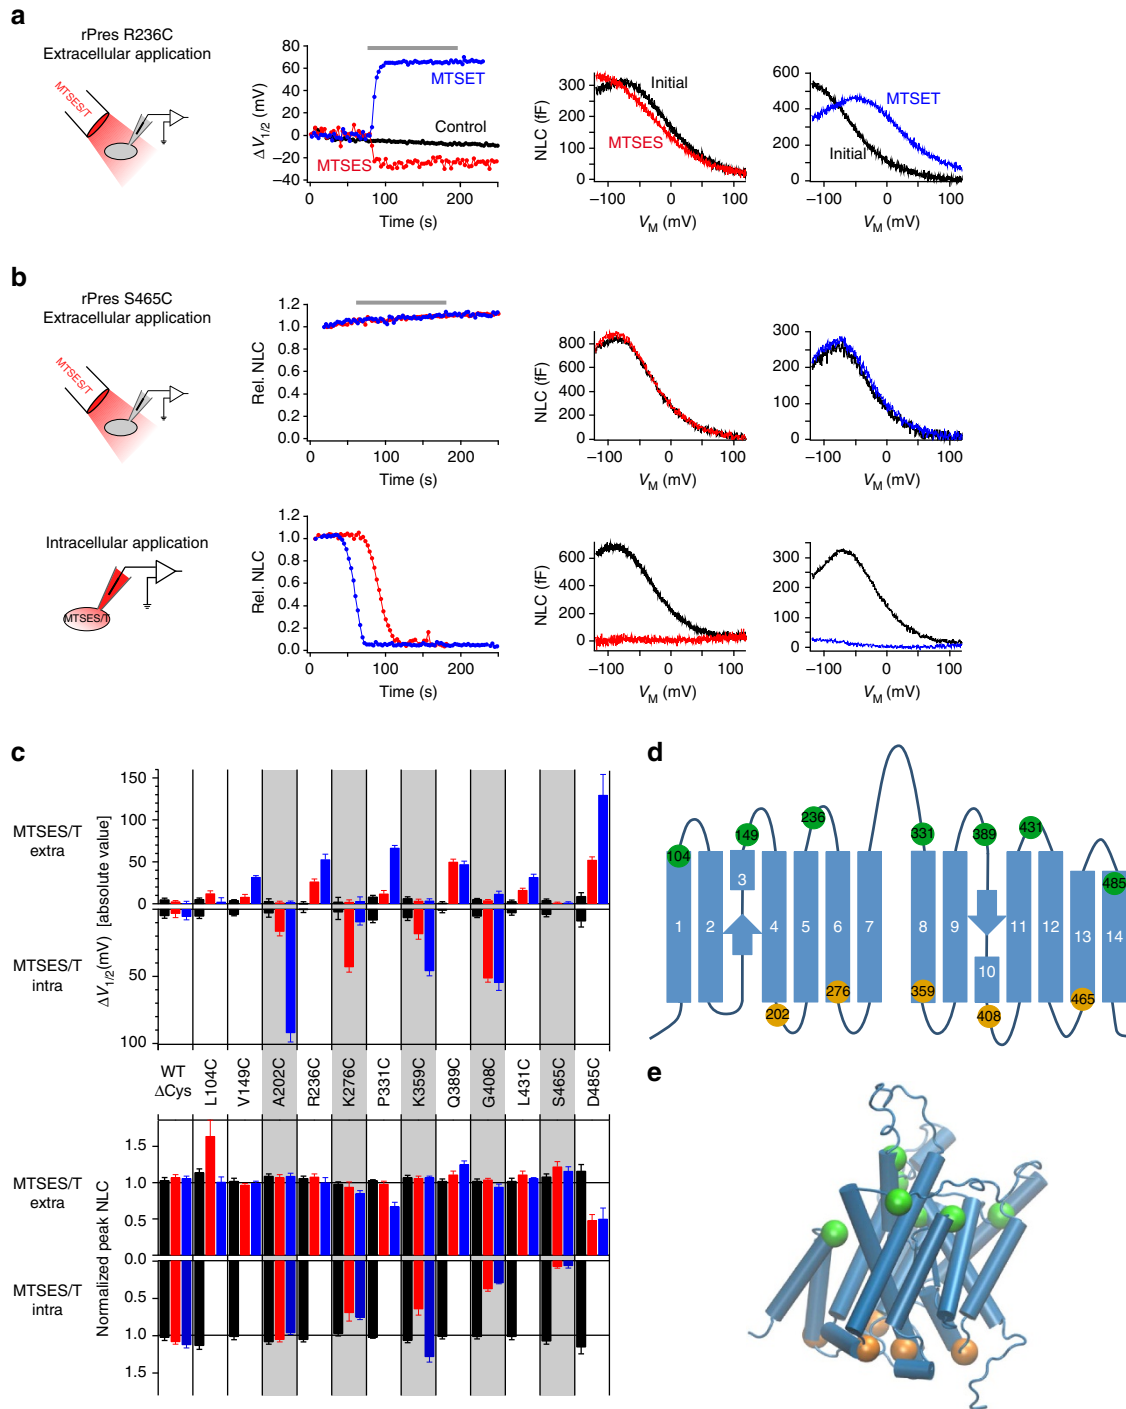 a
rPres R236C
Extracellular application
MTSES/T
80
60
40
20
0
–20
–40
ΔV1/2 (mV)
MTSET
Control
MTSES
0
100
200
Time (s)
300
200
100
0
NLC (fF)
Initial
MTSES
–100
0
100
VM (mV)
600
400
200
0
MTSET
Initial
–100
0
100
VM (mV)
b
rPres S465C
Extracellular application
MTSES/T
1.2
1.0
0.8
0.6
0.4
0.2
0.0
Rel. NLC
0
100
200
Time (s)
800
600
400
200
0
NLC (fF)
–100
0
100
VM (mV)
300
200
100
0
–100
0
100
VM (mV)
Intracellular application
MTSES/T
1.2
1.0
0.8
0.6
0.4
0.2
0.0
Rel. NLC
0
100
200
Time (s)
600
400
200
0
NLC (fF)
–100
0
100
VM (mV)
300
200
100
0
–100
0
100
VM (mV)
c
MTSES/T
extra
MTSES/T
intra
ΔV1/2(mV) [absolute value]
150
100
50
0
50
100
WT
ΔCys
L104C
V149C
A202C
R236C
K276C
P331C
K359C
Q389C
G408C
L431C
S465C
D485C
MTSES/T
extra
MTSES/T
intra
Normalized peak NLC
1.5
1.0
0.5
0.0
0.5
1.0
1.5
d
104
149
236
331
389
431
485
1
2
3
4
5
6
7
8
9
10
11
12
13
14
202
276
359
408
465
e